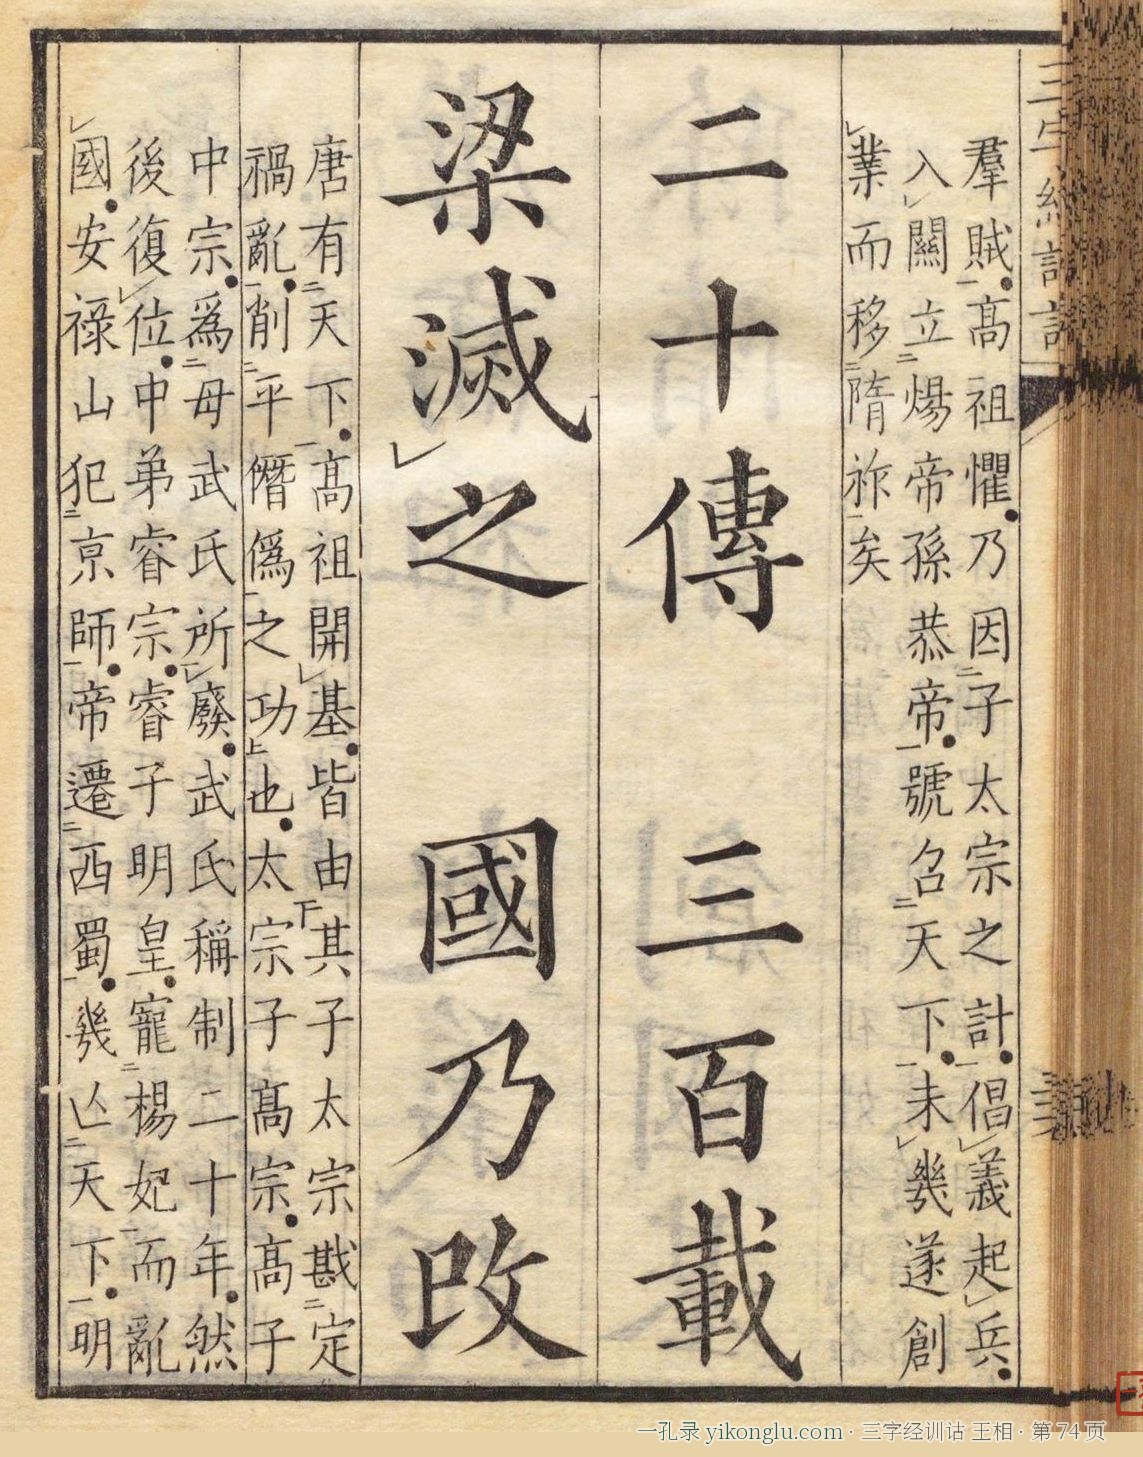 羣賊高祖懼乃因子太宗之計倡義起兵
入關立煬帝孫恭帝號召天下未幾遂創
業而移隋祚矣
二十傳 三百載
梁滅之 國乃改
唐有天下高祖開基皆由其子太宗戡定
禍亂削平僭僞之功也太宗子高宗高子
中宗爲母武氏所廢武氏稱制二十年然
後復位中弟睿宗睿子明皇寵楊妃而亂
國安禄山犯京師帝遷西蜀幾亾天下明
一孔录 yikonglu.com · 三字经训诂 王相 · 第 74 页